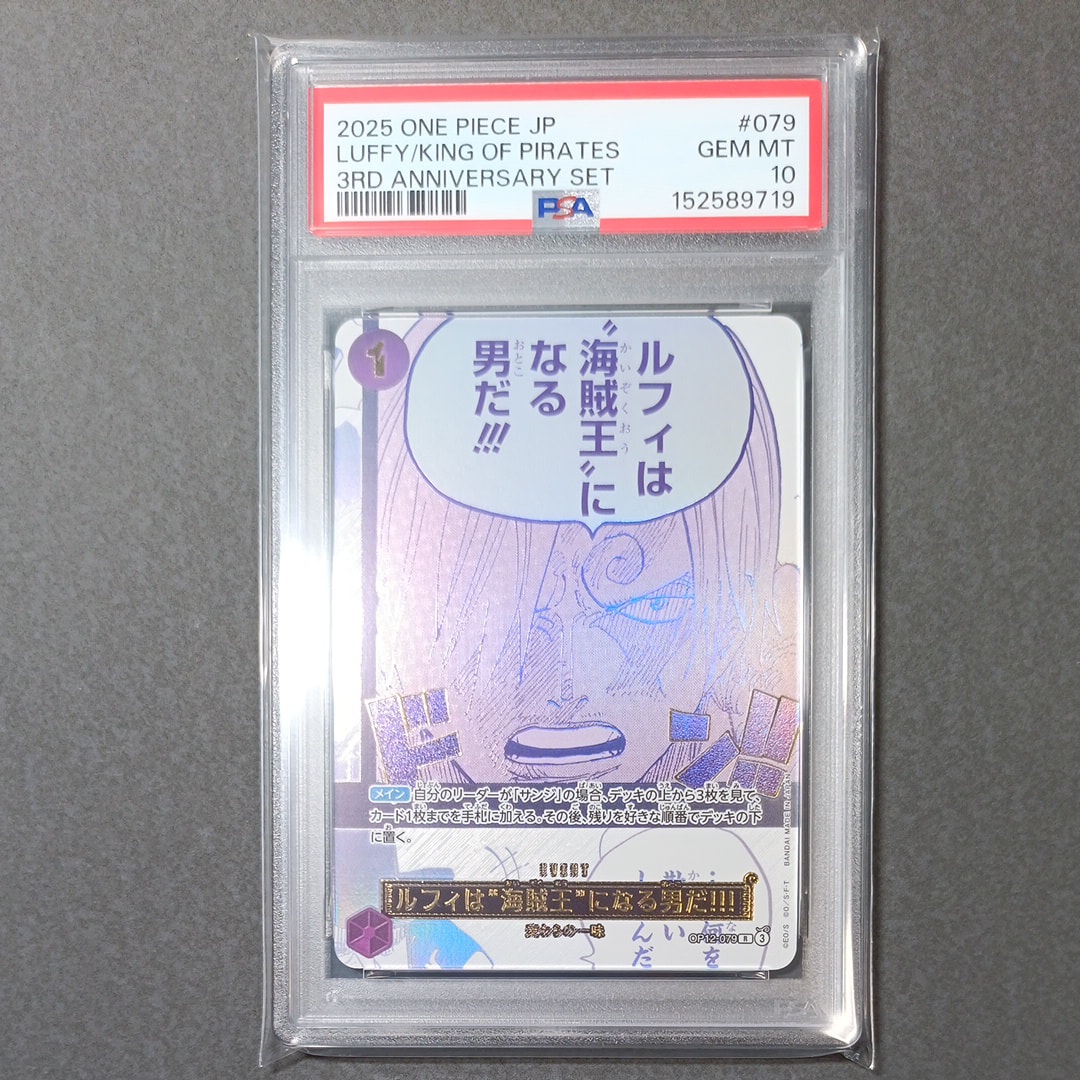 2025 ONE PIECE JP #079
LUFFY/KING OF PIRATES GEM MT
3RD ANNIVERSARY SET 10
PSA 152589719
1
ルフィは
〝海賊王〟に
なる
男だ!!!
メイン 自分のリーダーが「サンジ」の場合、デッキの上から3枚を見て、
カード1枚までを手札に加える。その後、残りを好きな順番でデッキの下
に置く。
EVENT
ルフィは“海賊王”になる男だ!!!
麦わらの一味
OP12-079 R 3
©EO/S ©O/S・F・T BANDAI MADE IN JAPAN
何を
い
んだ